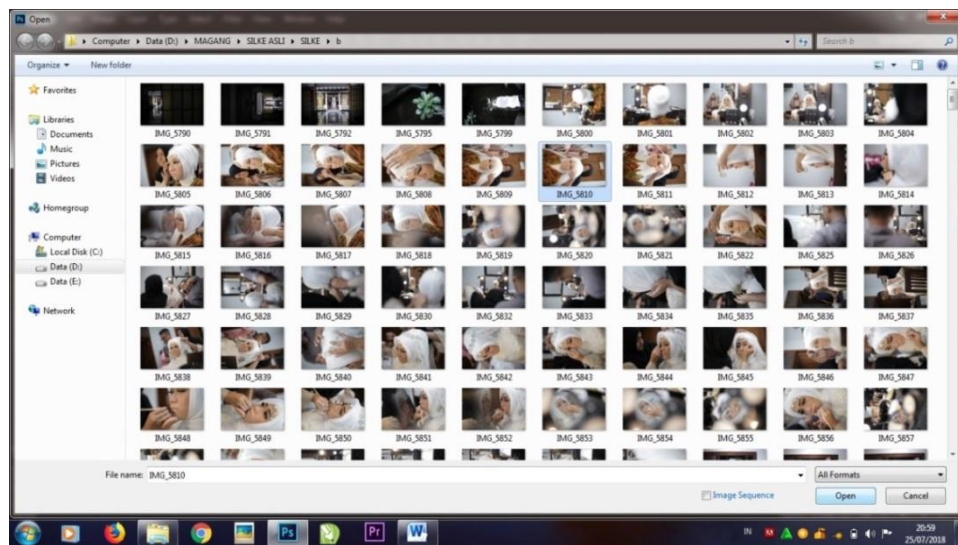 Open
Computer ▸ Data (D:) ▸ MAGANG ▸ SILKE ASLI ▸ SILKE ▸ b
Search b
Organize New folder
Favorites
Libraries
Documents
Music
Pictures
Videos
Homegroup
Computer
Local Disk (C:)
Data (D:)
Data (E:)
Network
IMG_5790 IMG_5791 IMG_5792 IMG_5795 IMG_5799 IMG_5800 IMG_5801 IMG_5802 IMG_5803 IMG_5804
IMG_5805 IMG_5806 IMG_5807 IMG_5808 IMG_5809 IMG_5810 IMG_5811 IMG_5812 IMG_5813 IMG_5814
IMG_5815 IMG_5816 IMG_5817 IMG_5818 IMG_5819 IMG_5820 IMG_5821 IMG_5822 IMG_5825 IMG_5826
IMG_5827 IMG_5828 IMG_5829 IMG_5830 IMG_5832 IMG_5833 IMG_5834 IMG_5835 IMG_5836 IMG_5837
IMG_5838 IMG_5839 IMG_5840 IMG_5841 IMG_5842 IMG_5843 IMG_5844 IMG_5845 IMG_5846 IMG_5847
IMG_5848 IMG_5849 IMG_5850 IMG_5851 IMG_5852 IMG_5853 IMG_5854 IMG_5855 IMG_5856 IMG_5857
File name: IMG_5810 All Formats
Image Sequence Open Cancel
Ps Pr W IN 20:59
25/07/2018